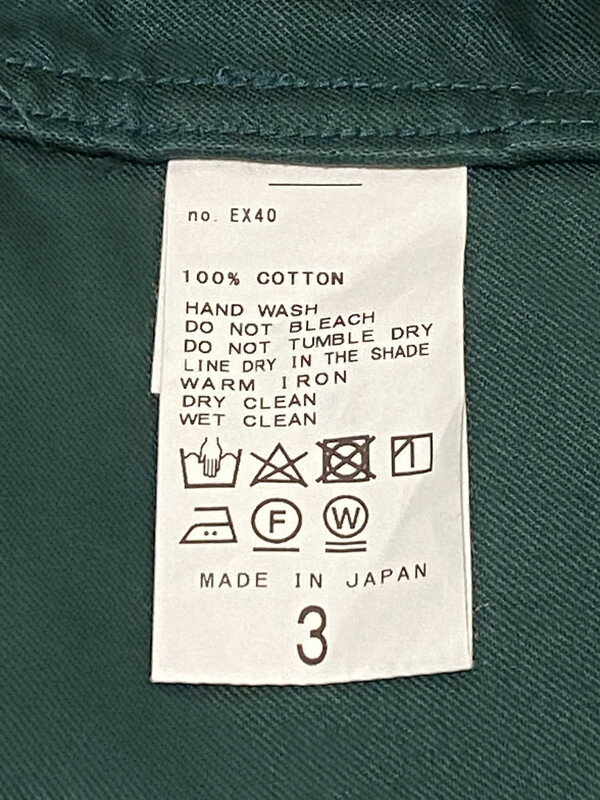 no. EX40
100% COTTON
HAND WASH
DO NOT BLEACH
DO NOT TUMBLE DRY
LINE DRY IN THE SHADE
WARM IRON
DRY CLEAN
WET CLEAN
F W
MADE IN JAPAN
3